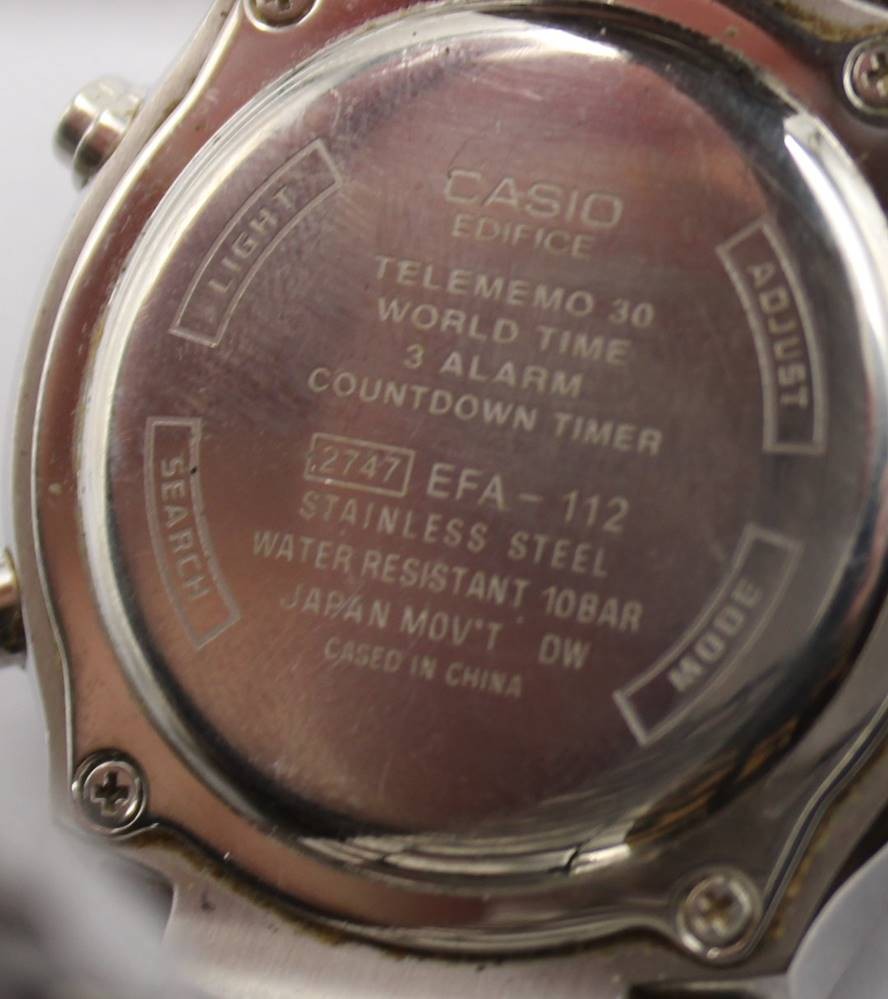 CASIO
EDIFICE
TELEMEMO 30
WORLD TIME
3 ALARM
COUNTDOWN TIMER
2747 EFA-112
STAINLESS STEEL
WATER RESISTANT 10BAR
JAPAN MOV'T DW
CASED IN CHINA
LIGHT
ADJUST
SEARCH
MODE